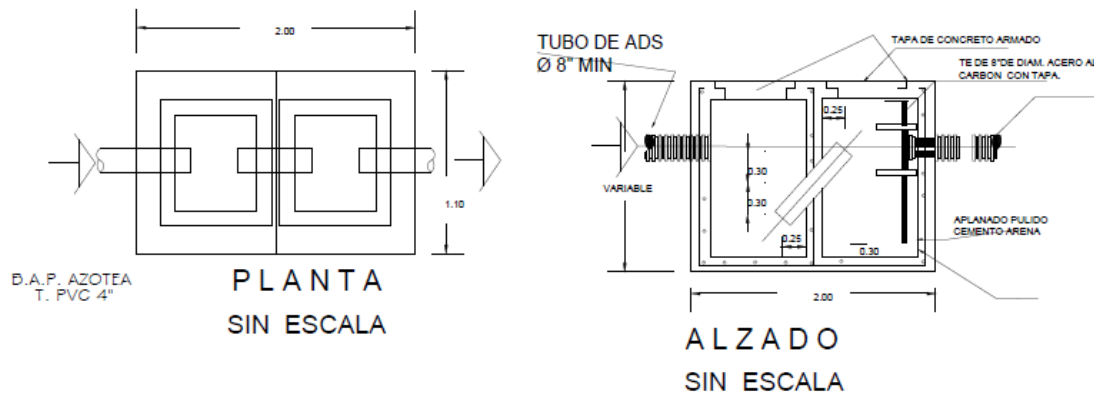 2.00
1.10
B.A.P. AZOTEA
T. PVC 4"
PLANTA
SIN ESCALA
TUBO DE ADS
Ø 8" MIN
TAPA DE CONCRETO ARMADO
TE DE 8"DE DIAM. ACERO AL
CARBON CON TAPA.
0.25
VARIABLE
0.30
0.30
0.25
0.30
APLANADO PULIDO
CEMENTO-ARENA
2.00
ALZADO
SIN ESCALA